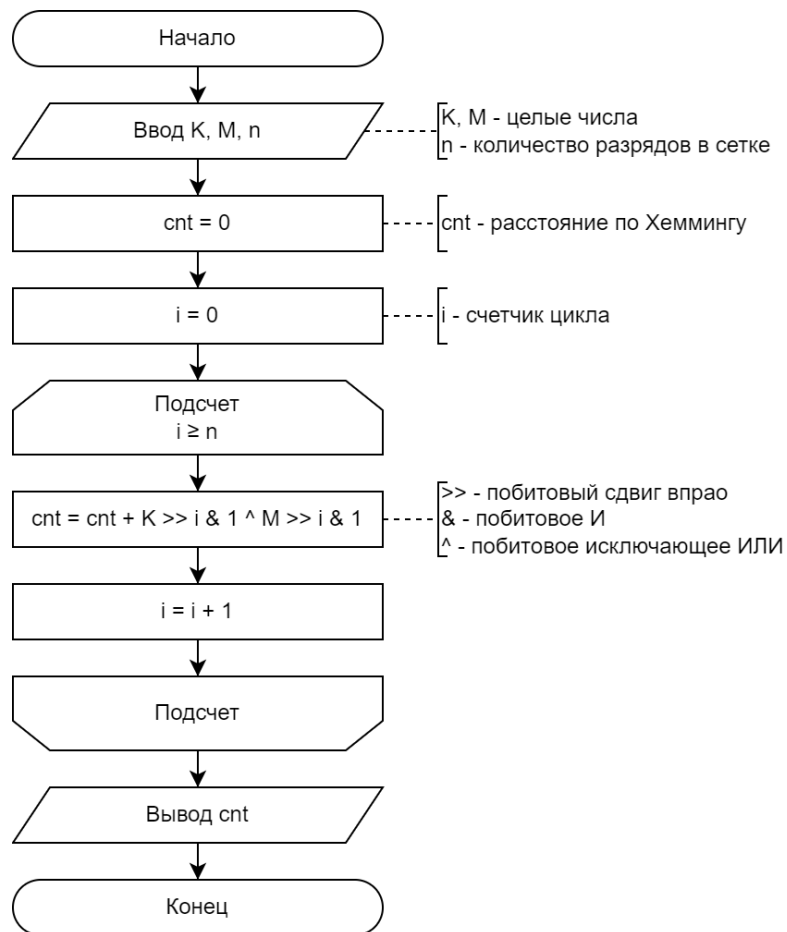 Начало
Ввод K, M, n
K, M - целые числа
n - количество разрядов в сетке
cnt = 0
cnt - расстояние по Хеммингу
i = 0
i - счетчик цикла
Подсчет
i ≥ n
cnt = cnt + K >> i & 1 ^ M >> i & 1
>> - побитовый сдвиг впрао
& - побитовое И
^ - побитовое исключающее ИЛИ
i = i + 1
Подсчет
Вывод cnt
Конец